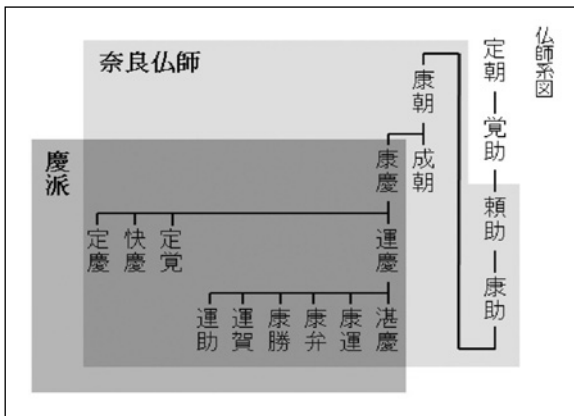 仏師系図
定朝
覚助
頼助
康助
康朝
成朝
奈良仏師
康慶
慶派
運慶
定覚
快慶
定慶
湛慶
康運
康弁
康勝
運賀
運助